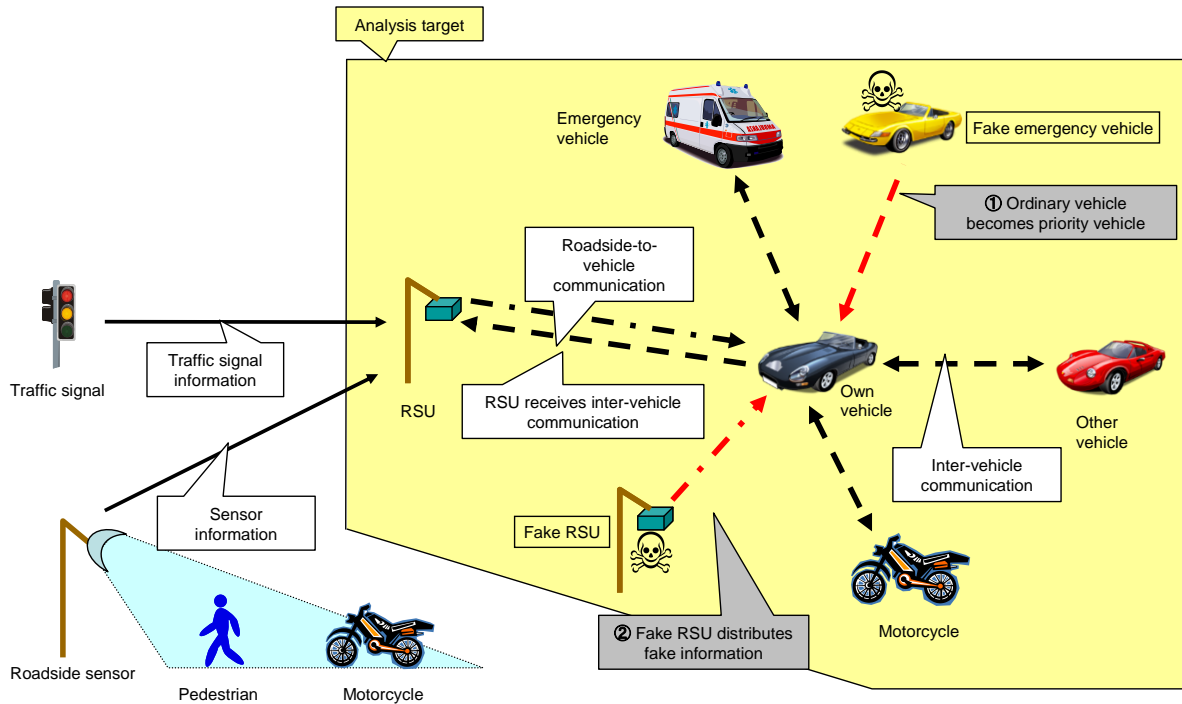 Analysis target
Emergency
vehicle
Fake emergency vehicle
① Ordinary vehicle
becomes priority vehicle
Roadside-to-
vehicle
communication
Traffic signal
information
Traffic signal
RSU
RSU receives inter-vehicle
communication
Own
vehicle
Other
vehicle
Inter-vehicle
communication
Sensor
information
Fake RSU
② Fake RSU distributes
fake information
Motorcycle
Roadside sensor
Pedestrian
Motorcycle